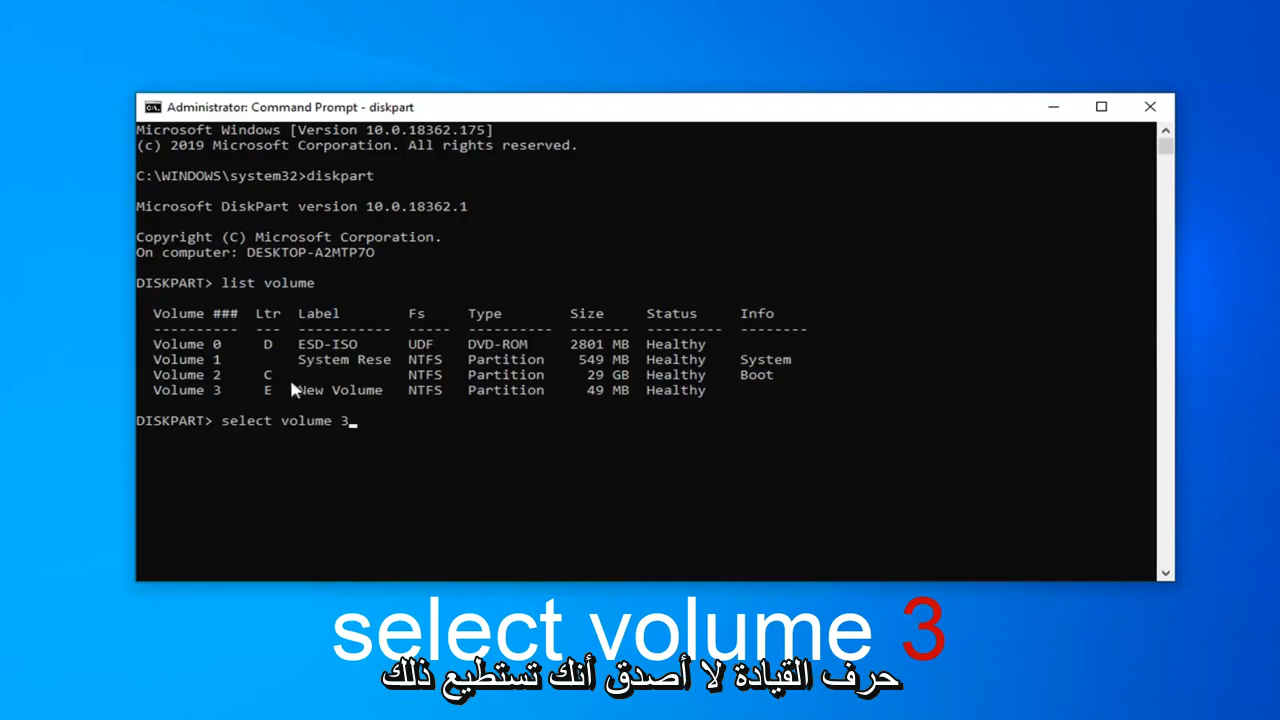 Administrator: Command Prompt - diskpart
Microsoft Windows [Version 10.0.18362.175]
(c) 2019 Microsoft Corporation. All rights reserved.
C:\WINDOWS\system32>diskpart
Microsoft DiskPart version 10.0.18362.1
Copyright (C) Microsoft Corporation.
On computer: DESKTOP-A2MTP7O
DISKPART> list volume
Volume ### Ltr Label Fs Type Size Status Info
---------- --- ----------- ----- ---------- ------- --------- --------
Volume 0 D ESD-ISO UDF DVD-ROM 2801 MB Healthy
Volume 1 System Rese NTFS Partition 549 MB Healthy System
Volume 2 C NTFS Partition 29 GB Healthy Boot
Volume 3 E New Volume NTFS Partition 49 MB Healthy
DISKPART> select volume 3
select volume 3
حرف القيادة لا أصدق أنك تستطيع ذلك